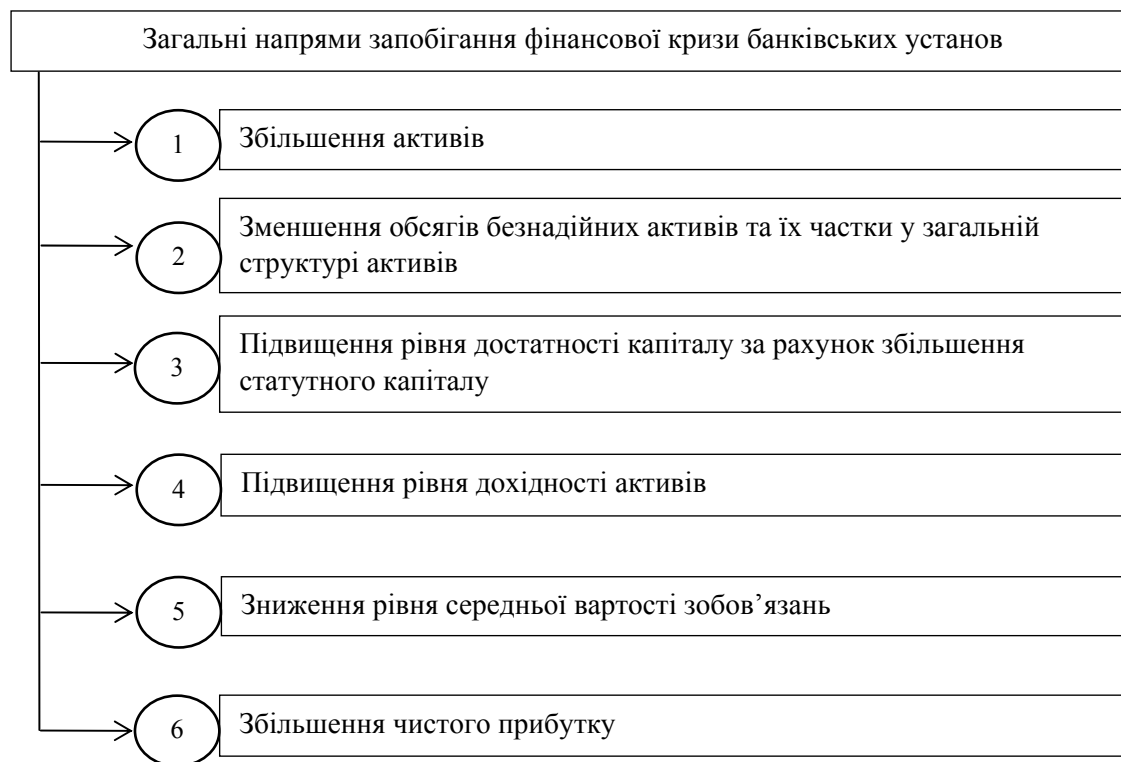 Загальні напрями запобігання фінансової кризи банківських установ
1
Збільшення активів
2
Зменшення обсягів безнадійних активів та їх частки у загальній
структурі активів
3
Підвищення рівня достатності капіталу за рахунок збільшення
статутного капіталу
4
Підвищення рівня дохідності активів
5
Зниження рівня середньої вартості зобов’язань
6
Збільшення чистого прибутку